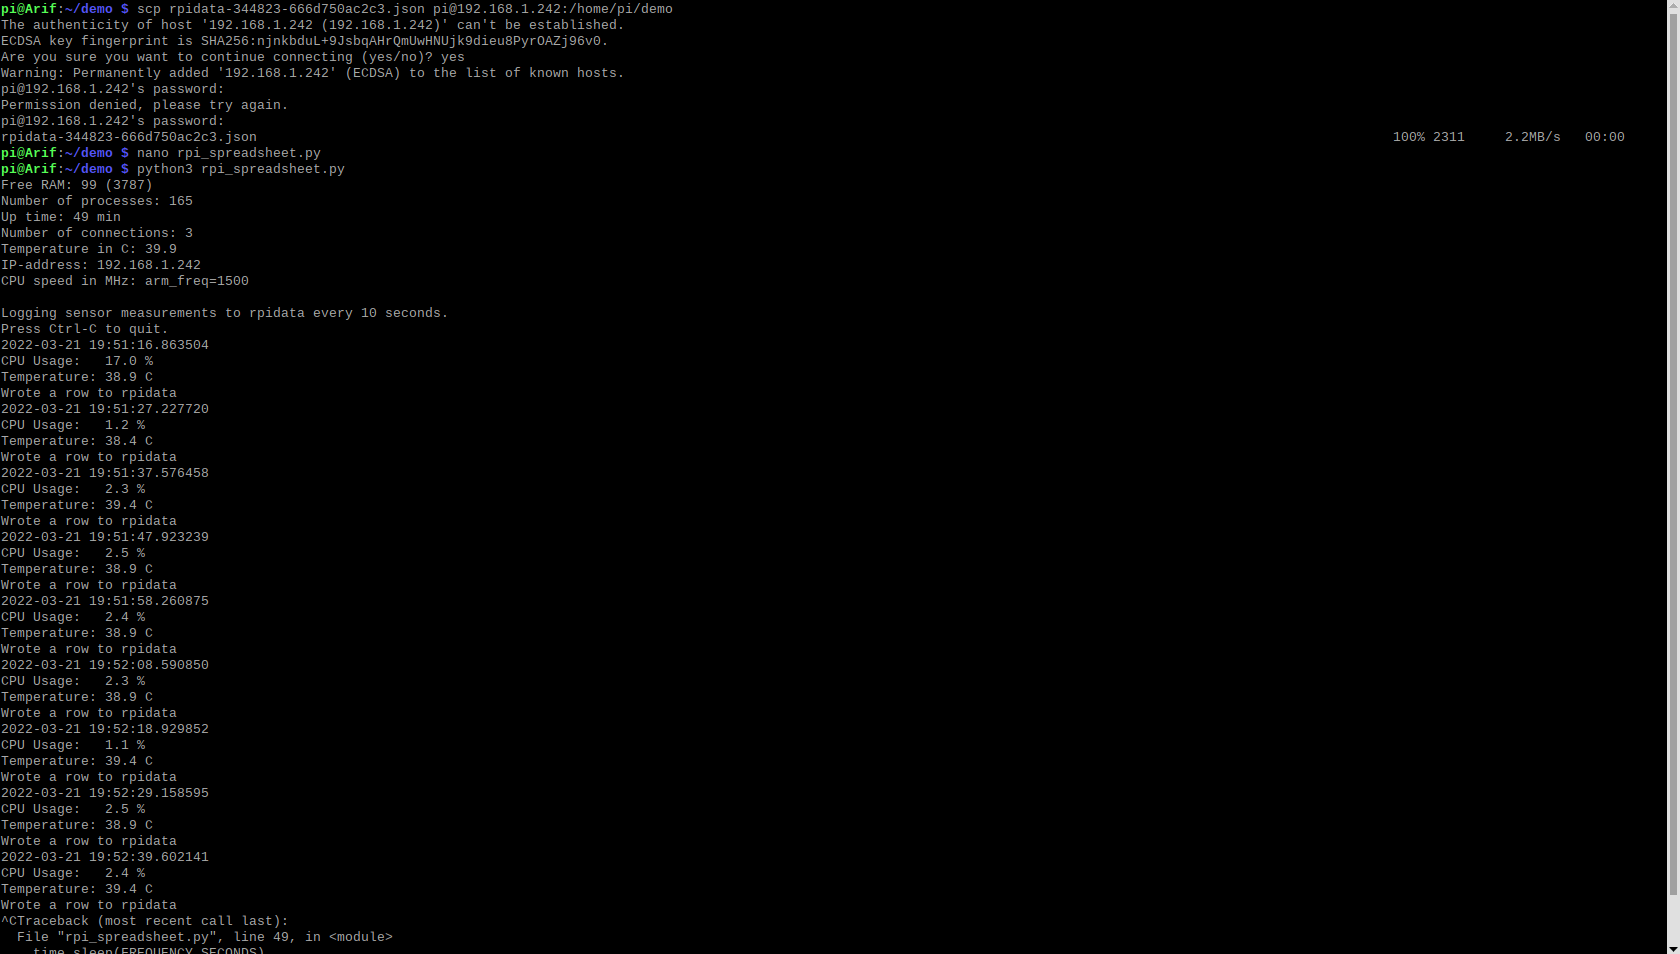 pi@Arif:~/demo $ scp rpidata-344823-666d750ac2c3.json pi@192.168.1.242:/home/pi/demo
The authenticity of host '192.168.1.242 (192.168.1.242)' can't be established.
ECDSA key fingerprint is SHA256:njnkbduL+9JsbqAHrQmUwHNUjk9dieu8PyrOAZj96v0.
Are you sure you want to continue connecting (yes/no)? yes
Warning: Permanently added '192.168.1.242' (ECDSA) to the list of known hosts.
pi@192.168.1.242's password:
Permission denied, please try again.
pi@192.168.1.242's password:
rpidata-344823-666d750ac2c3.json 100% 2311 2.2MB/s 00:00
pi@Arif:~/demo $ nano rpi_spreadsheet.py
pi@Arif:~/demo $ python3 rpi_spreadsheet.py
Free RAM: 99 (3787)
Number of processes: 165
Up time: 49 min
Number of connections: 3
Temperature in C: 39.9
IP-address: 192.168.1.242
CPU speed in MHz: arm_freq=1500

Logging sensor measurements to rpidata every 10 seconds.
Press Ctrl-C to quit.
2022-03-21 19:51:16.863504
CPU Usage:   17.0 %
Temperature: 38.9 C
Wrote a row to rpidata
2022-03-21 19:51:27.227720
CPU Usage:   1.2 %
Temperature: 38.4 C
Wrote a row to rpidata
2022-03-21 19:51:37.576458
CPU Usage:   2.3 %
Temperature: 39.4 C
Wrote a row to rpidata
2022-03-21 19:51:47.923239
CPU Usage:   2.5 %
Temperature: 38.9 C
Wrote a row to rpidata
2022-03-21 19:51:58.260875
CPU Usage:   2.4 %
Temperature: 38.9 C
Wrote a row to rpidata
2022-03-21 19:52:08.590850
CPU Usage:   2.3 %
Temperature: 38.9 C
Wrote a row to rpidata
2022-03-21 19:52:18.929852
CPU Usage:   1.1 %
Temperature: 39.4 C
Wrote a row to rpidata
2022-03-21 19:52:29.158595
CPU Usage:   2.5 %
Temperature: 38.9 C
Wrote a row to rpidata
2022-03-21 19:52:39.602141
CPU Usage:   2.4 %
Temperature: 39.4 C
Wrote a row to rpidata
^CTraceback (most recent call last):
  File "rpi_spreadsheet.py", line 49, in <module>
    time.sleep(FREQUENCY_SECONDS)